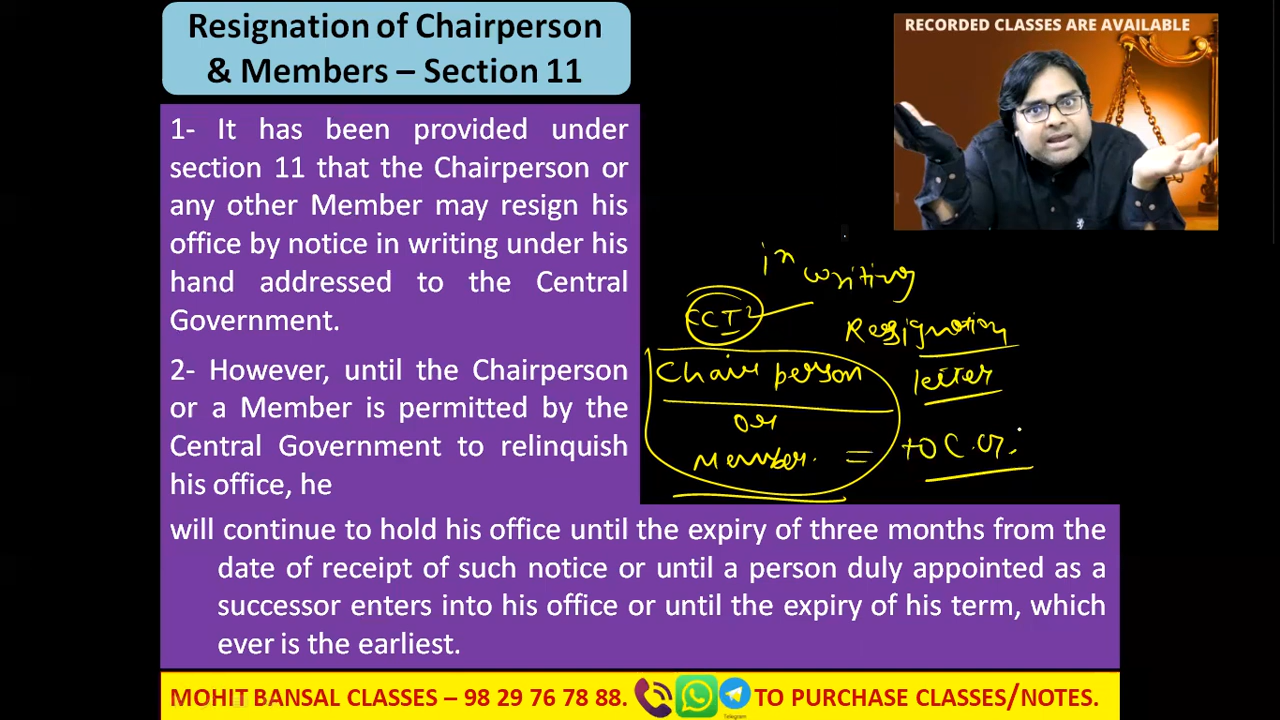 Resignation of Chairperson
& Members – Section 11
RECORDED CLASSES ARE AVAILABLE
1- It has been provided under
section 11 that the Chairperson or
any other Member may resign his
office by notice in writing under his
hand addressed to the Central
Government.
2- However, until the Chairperson
or a Member is permitted by the
Central Government to relinquish
his office, he
will continue to hold his office until the expiry of three months from the
date of receipt of such notice or until a person duly appointed as a
successor enters into his office or until the expiry of his term, which
ever is the earliest.
in writing
CCI
Resignation
letter
Chair person
or
Member. = to C.G.
MOHIT BANSAL CLASSES – 98 29 76 78 88. TO PURCHASE CLASSES/NOTES.
Telegram